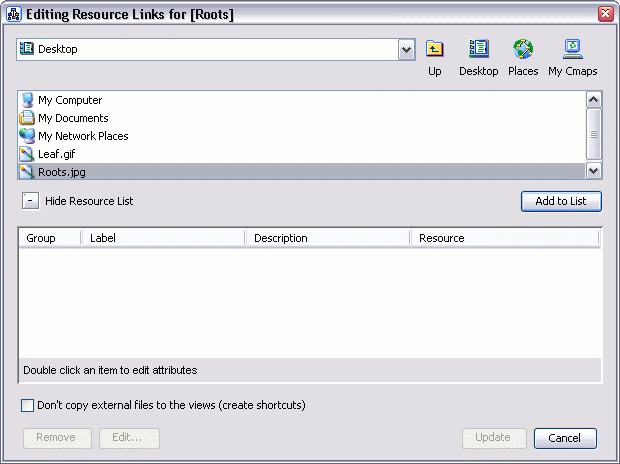 Editing Resource Links for [Roots]
Desktop
Up Desktop Places My Cmaps
My Computer
My Documents
My Network Places
Leaf.gif
Roots.jpg
- Hide Resource List Add to List
Group Label Description Resource
Double click an item to edit attributes
Don't copy external files to the views (create shortcuts)
Remove Edit... Update Cancel